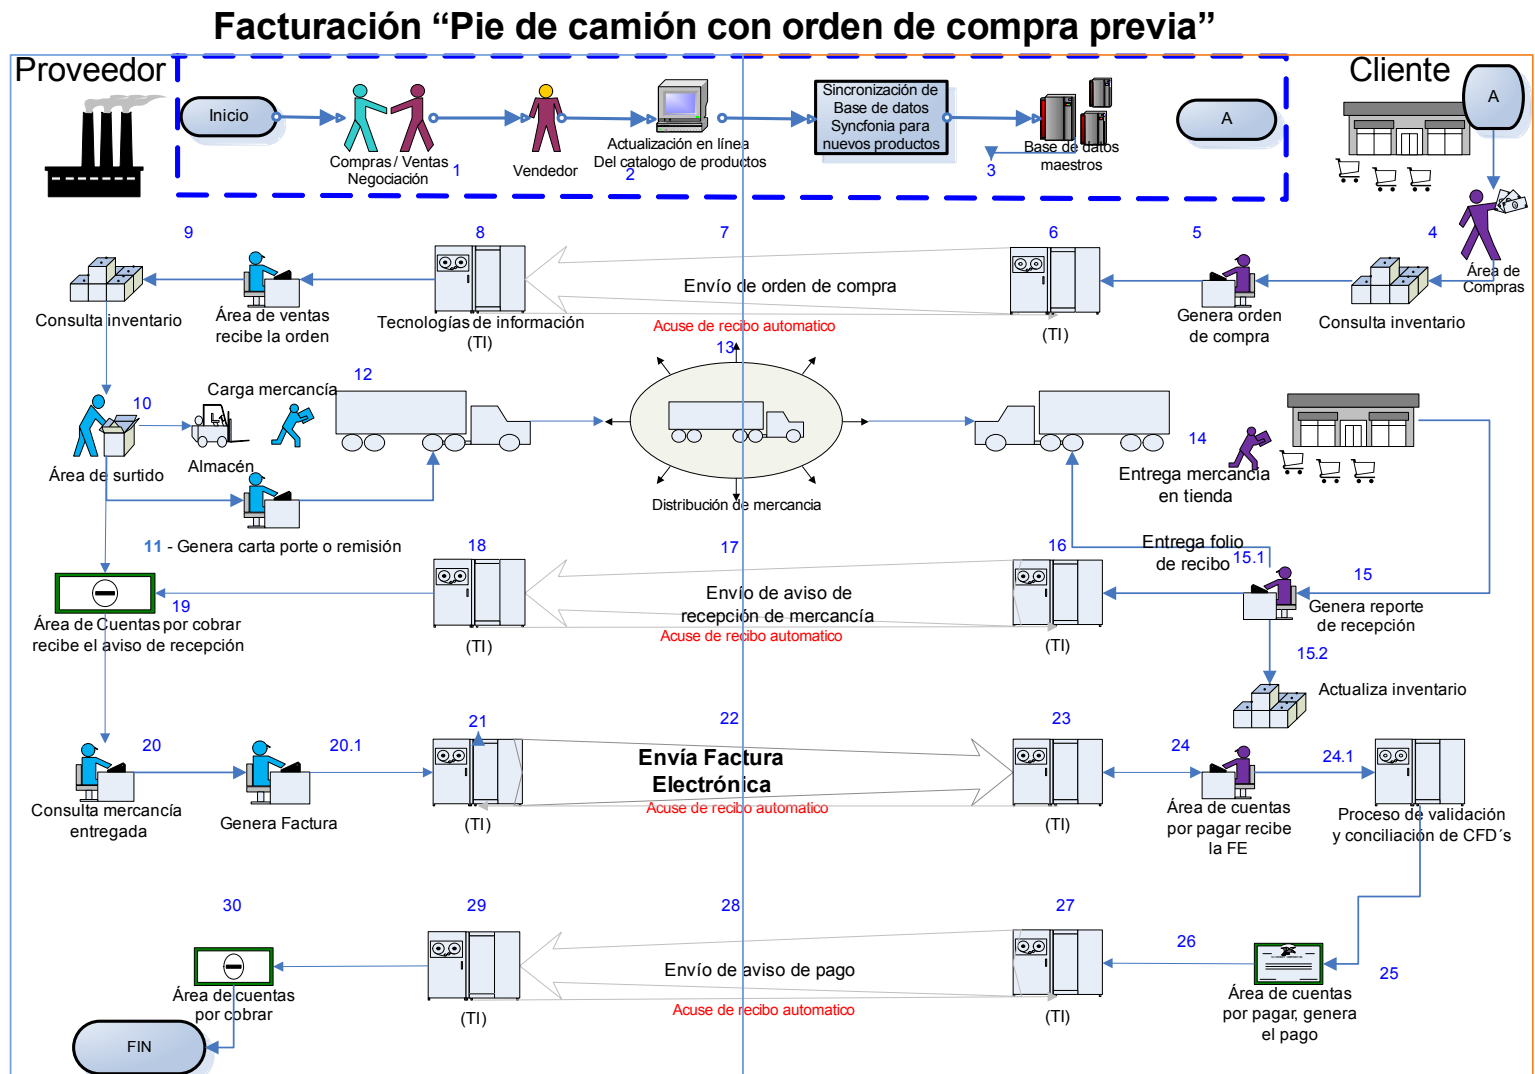 Facturación “Pie de camión con orden de compra previa”
Proveedor
Cliente
Inicio
Compras / Ventas
Negociación
1
Vendedor
Actualización en línea
Del catalogo de productos
2
Sincronización de
Base de datos
Syncfonia para
nuevos productos
3
Base de datos
maestros
A
A
9
8
7
6
5
4
Consulta inventario
Área de ventas
recibe la orden
Tecnologías de información
(TI)
Envío de orden de compra
Acuse de recibo automatico
(TI)
Genera orden
de compra
Consulta inventario
Área de
Compras
10
Carga mercancía
12
13
14
Área de surtido
Almacén
Distribución de mercancia
Entrega mercancía
en tienda
11 - Genera carta porte o remisión
18
17
16
Entrega folio
de recibo
15.1
15
19
Área de Cuentas por cobrar
recibe el aviso de recepción
(TI)
Envío de aviso de
recepción de mercancía
Acuse de recibo automatico
(TI)
Genera reporte
de recepción
15.2
Actualiza inventario
20
20.1
21
22
23
24
24.1
Consulta mercancía
entregada
Genera Factura
(TI)
Envía Factura
Electrónica
Acuse de recibo automatico
(TI)
Área de cuentas
por pagar recibe
la FE
Proceso de validación
y conciliación de CFD´s
30
29
28
27
26
25
Área de cuentas
por cobrar
(TI)
Envío de aviso de pago
Acuse de recibo automatico
(TI)
Área de cuentas
por pagar, genera
el pago
FIN